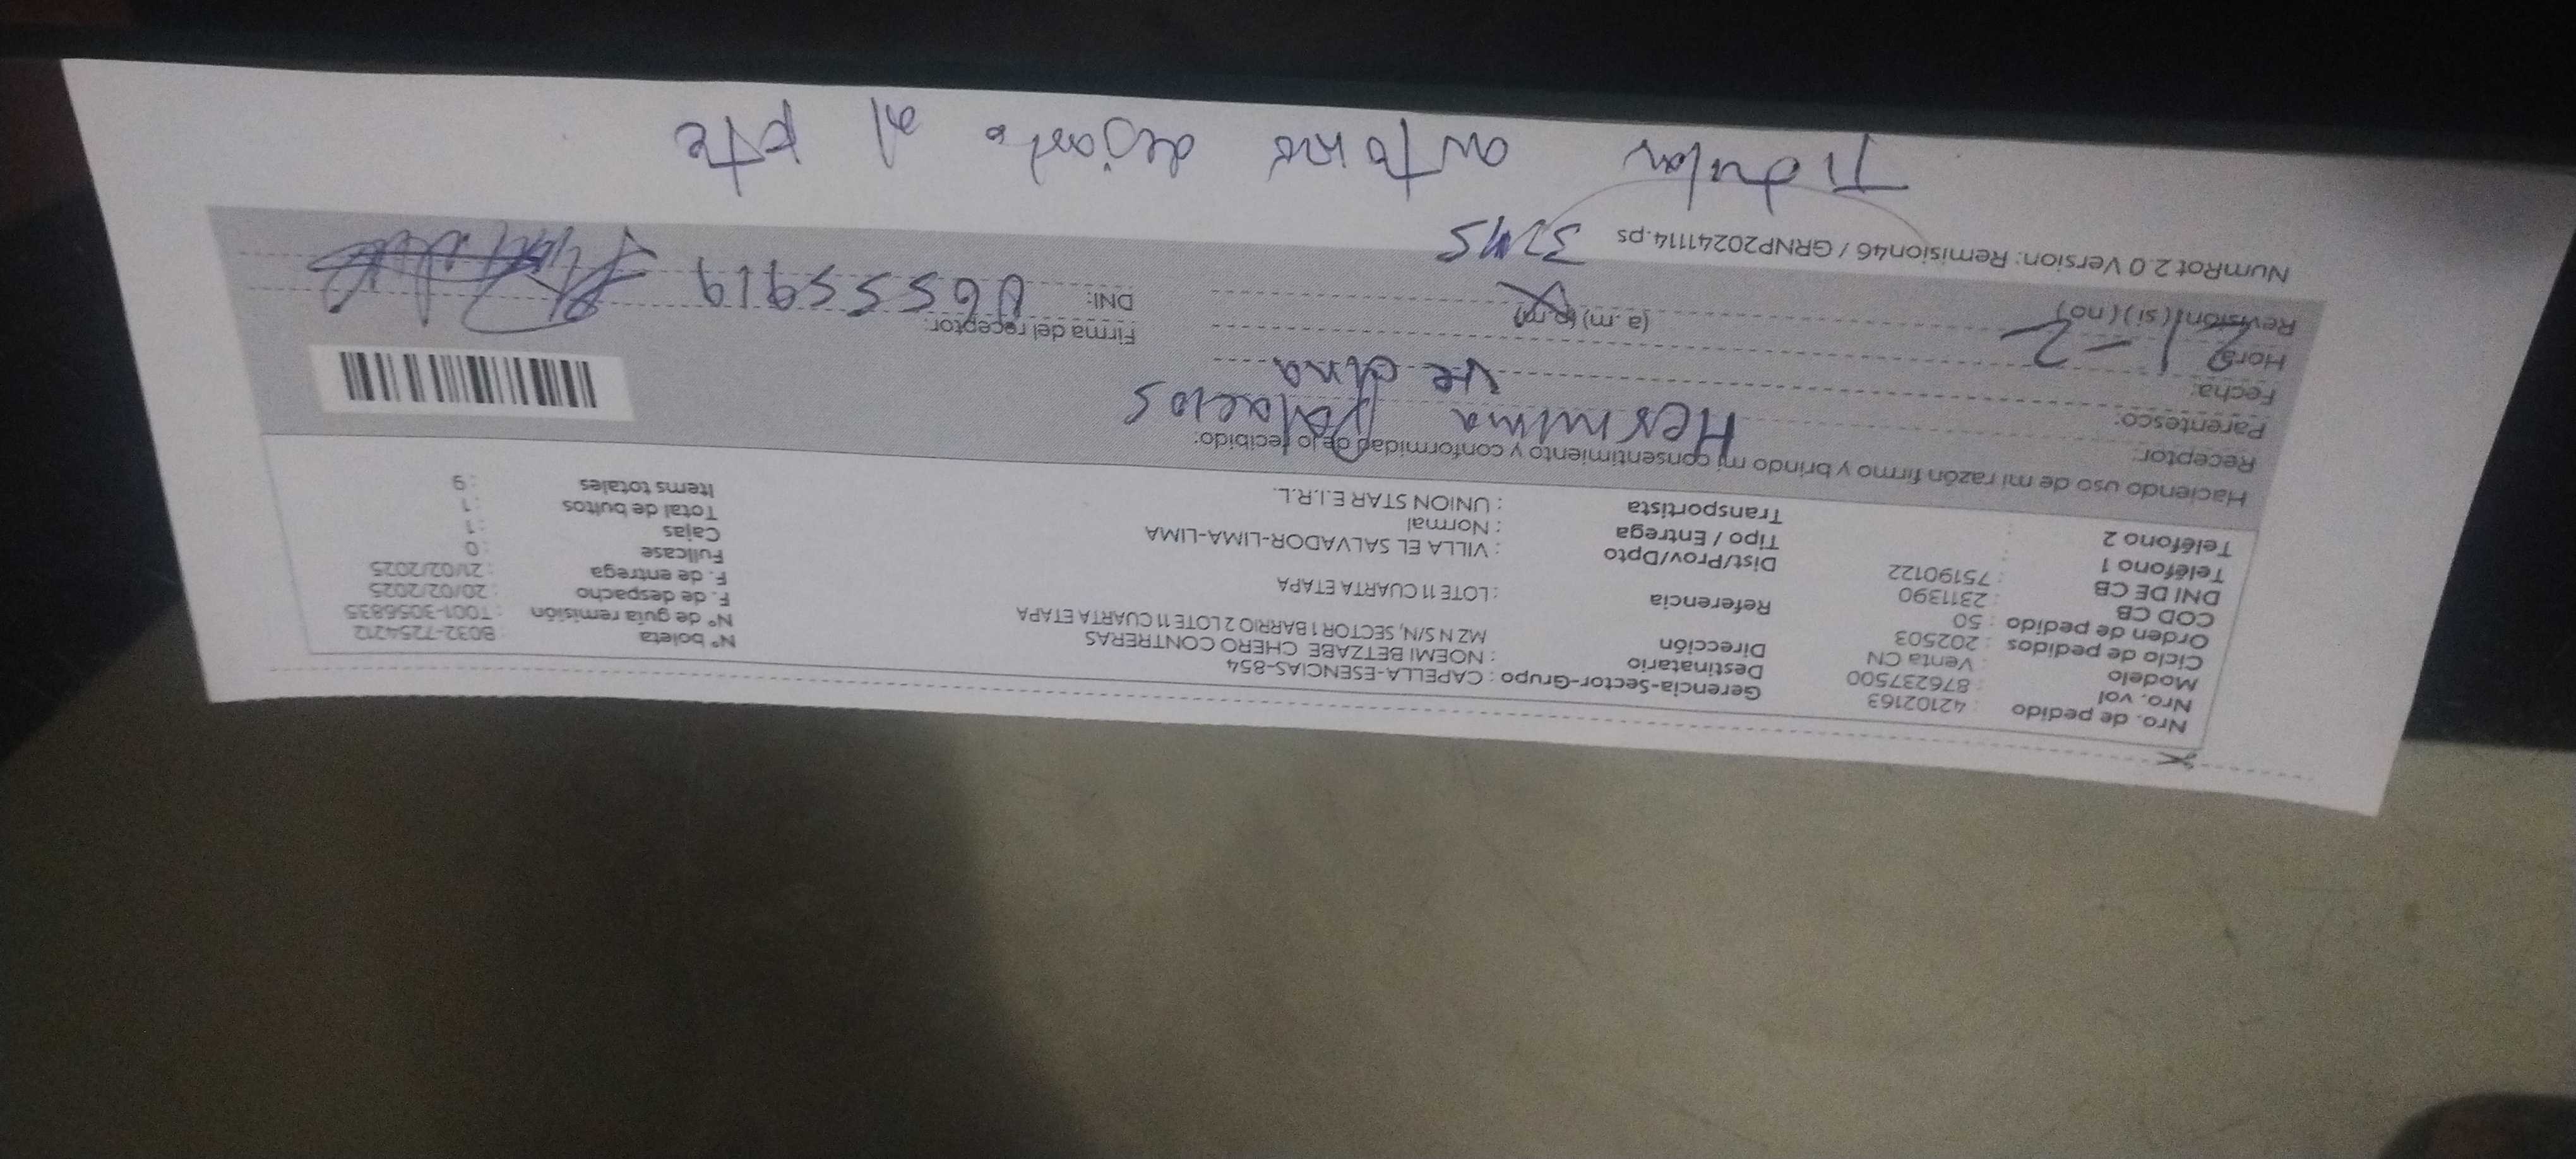 Nro. de pedido : 42102163
Nro. vol : 876237500
Modelo : Venta CN
Ciclo de pedidos : 202503
Orden de pedido : 50
COD CB : 2311390
DNI DE CB : 75190122
Teléfono 1 :
Teléfono 2 :
Gerencia-Sector-Grupo : CAPELLA-ESENCIAS-854
Destinatario : NOEMI BETZABE CHERO CONTRERAS
Dirección MZ N S/N, SECTOR 1 BARRIO 2 LOTE 11 CUARTA ETAPA
Referencia : LOTE 11 CUARTA ETAPA
Dist/Prov/Dpto : VILLA EL SALVADOR-LIMA-LIMA
Tipo / Entrega : Normal
Transportista : UNION STAR E.I.R.L.
N° boleta : B032-7254212
N° de guía remisión : T001-3056835
F. de despacho : 20/02/2025
F. de entrega : 21/02/2025
Fullcase : 0
Cajas : 1
Total de bultos : 1
Items totales : 9
Haciendo uso de mi razón firmo y brindo mi consentimiento y conformidad de lo recibido:
Receptor: Herminia Palacios
Parentesco: Vecina
Fecha: 21-2
Hora: (a.m) (p.m)
Revisión: (si) (no)
Firma del receptor:
DNI: 06555919
NumRot 2.0 Version: Remision46 / GRNP20241114.ps
Titular autorizo dejarlo al pte